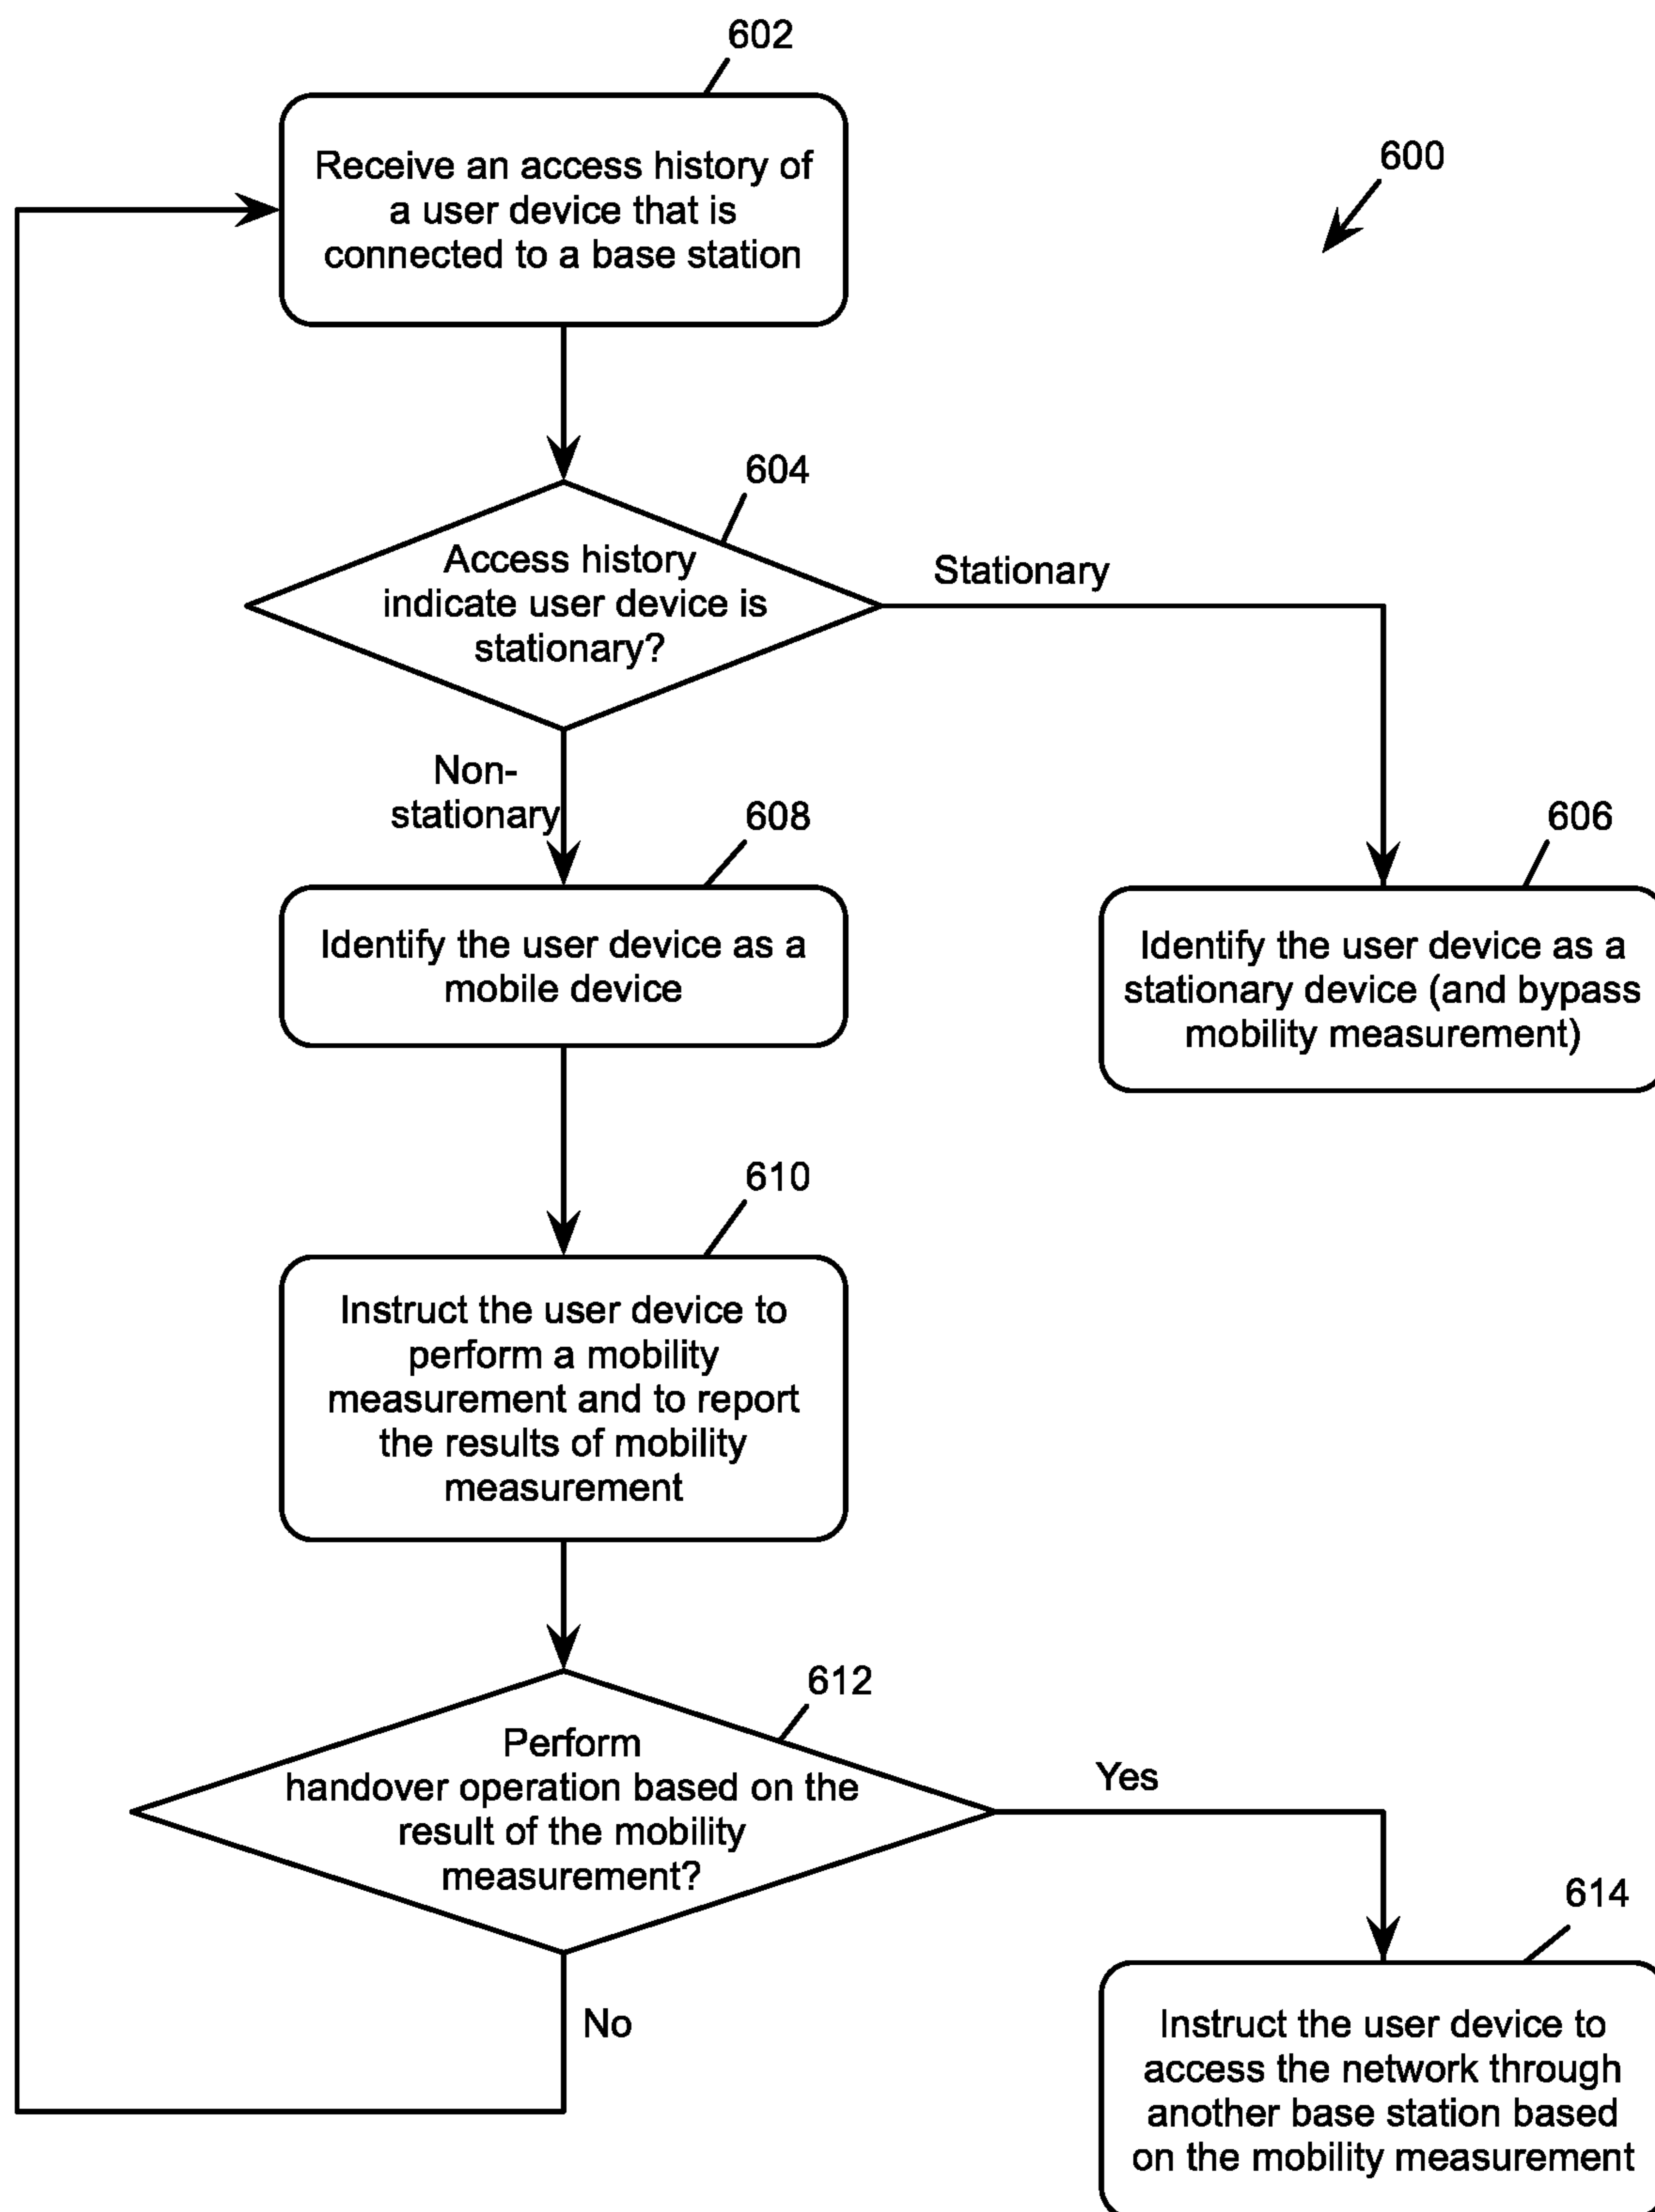 602
Receive an access history of
a user device that is
connected to a base station
600
604
Access history
indicate user device is
stationary?
Stationary
Non-
stationary
608
606
Identify the user device as a
mobile device
Identify the user device as a
stationary device (and bypass
mobility measurement)
610
Instruct the user device to
perform a mobility
measurement and to report
the results of mobility
measurement
612
Perform
handover operation based on the
result of the mobility
measurement?
Yes
614
No
Instruct the user device to
access the network through
another base station based
on the mobility measurement